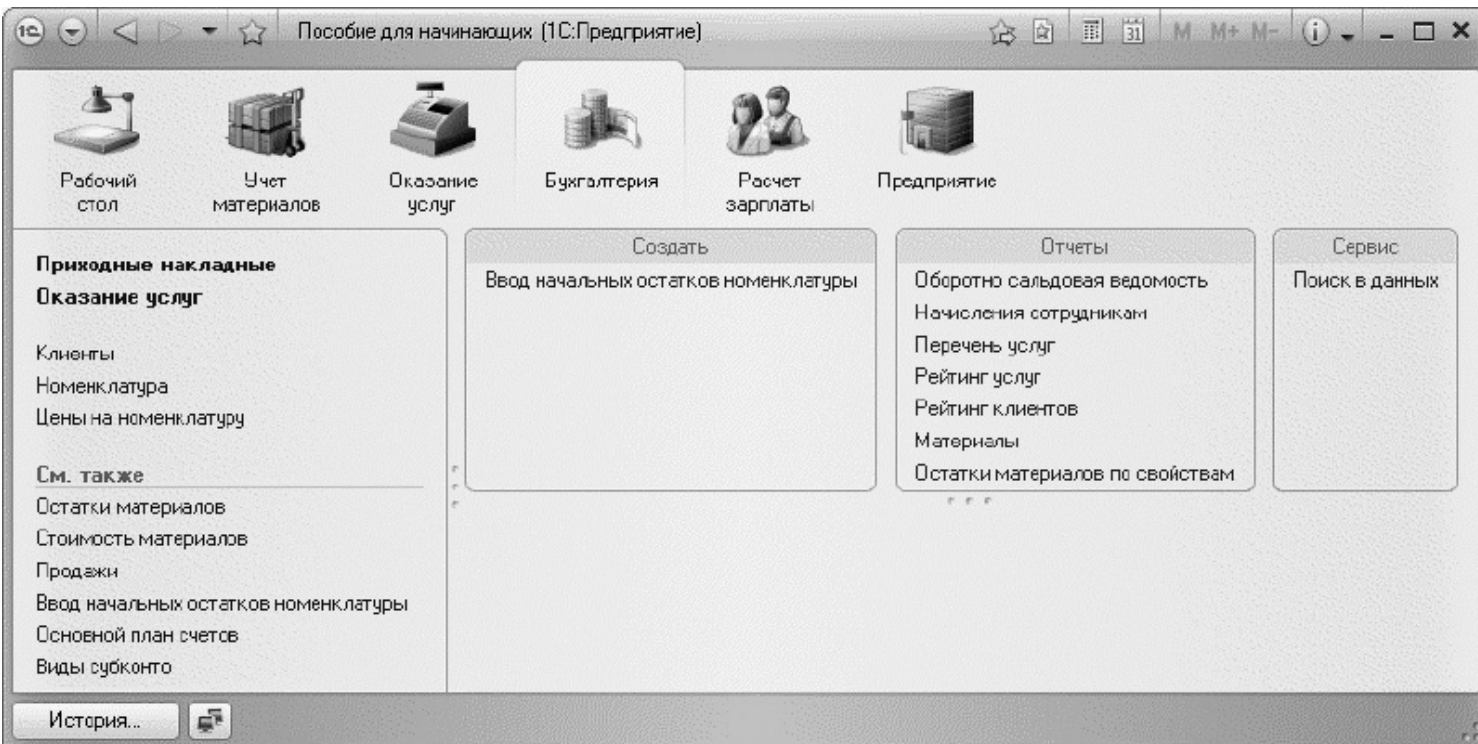 1С Пособие для начинающих (1С:Предприятие) 31 M M+ M-
Рабочий
стол
Учет
материалов
Оказание
услуг
Бухгалтерия
Расчет
зарплаты
Предприятие
Приходные накладные
Оказание услуг
Клиенты
Номенклатура
Цены на номенклатуру
См. также
Остатки материалов
Стоимость материалов
Продажи
Ввод начальных остатков номенклатуры
Основной план счетов
Виды субконто
Создать
Ввод начальных остатков номенклатуры
Отчеты
Оборотно сальдовая ведомость
Начисления сотрудникам
Перечень услуг
Рейтинг услуг
Рейтинг клиентов
Материалы
Остатки материалов по свойствам
Сервис
Поиск в данных
История...